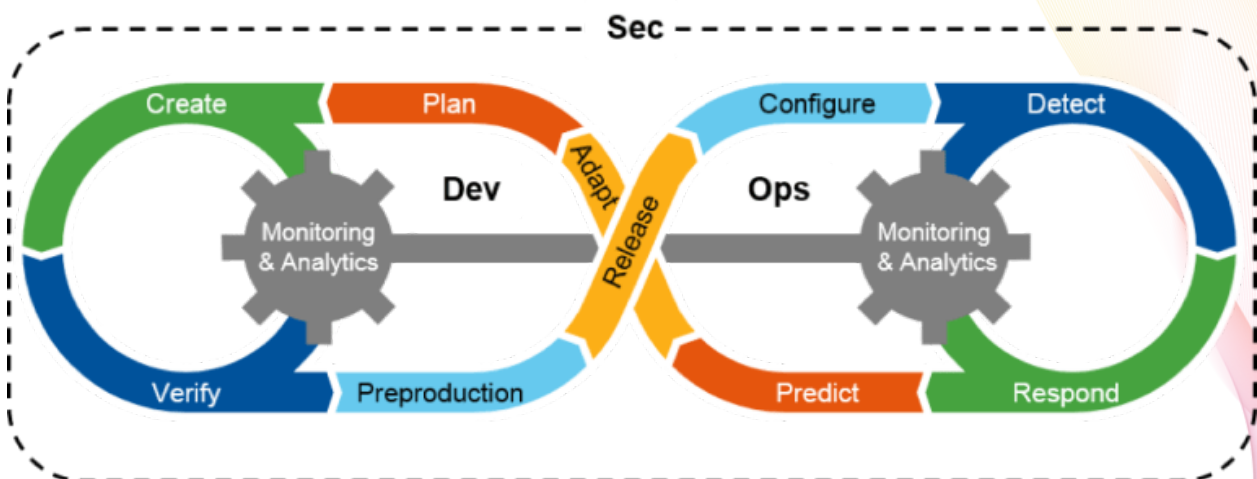 Sec
Create
Plan
Configure
Detect
Adapt
Dev
Ops
Release
Monitoring
& Analytics
Monitoring
& Analytics
Verify
Preproduction
Predict
Respond